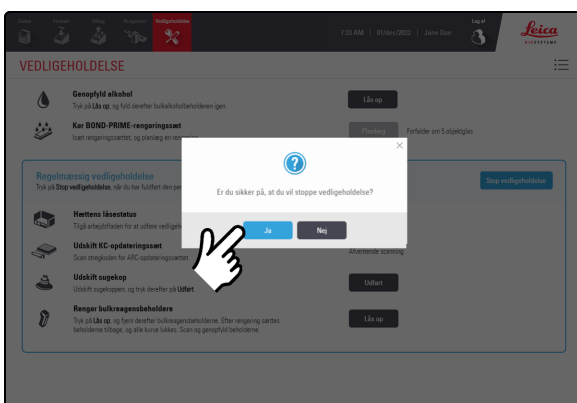 Status
Protokol
Status Vedligeholdelse
7:33 AM | 01/dec/2022 | Jane Doe
Log af
Leica
BIOSYSTEMS
VEDLIGEHOLDELSE
Genopfyld alkohol
Tryk på Lås op, og fyld derefter bulkalkoholbeholderen igen.
Lås op
Kør BOND-PRIME-rengøringssæt
Isæt rengøringssættet, og planlæg en
Planlæg
Forfalder om 5 objektglas
Regelmæssig vedligeholdelse
Tryk på Stop vedligeholdelse, når du har fuldført den
Stop vedligeholdelse
Er du sikker på, at du vil stoppe vedligeholdelse?
Ja
Nej
Hættens låsestatus
Tilgå arbejdsfladen for at udføre
Udskift KC-opdateringssæt
Scan stregkoden for ARC-opdateringssættet.
Afventende scanning
Udskift sugekop
Udskift sugekoppen, og tryk derefter på Udført.
Udført
Rengør bulkreagensbeholdere
Tryk på Lås op, og fjern derefter bulkreagensbeholderne. Efter rengøring sættes
beholderne tilbage, og alle kurve lukkes. Scan og genopfyld beholderne.
Lås op